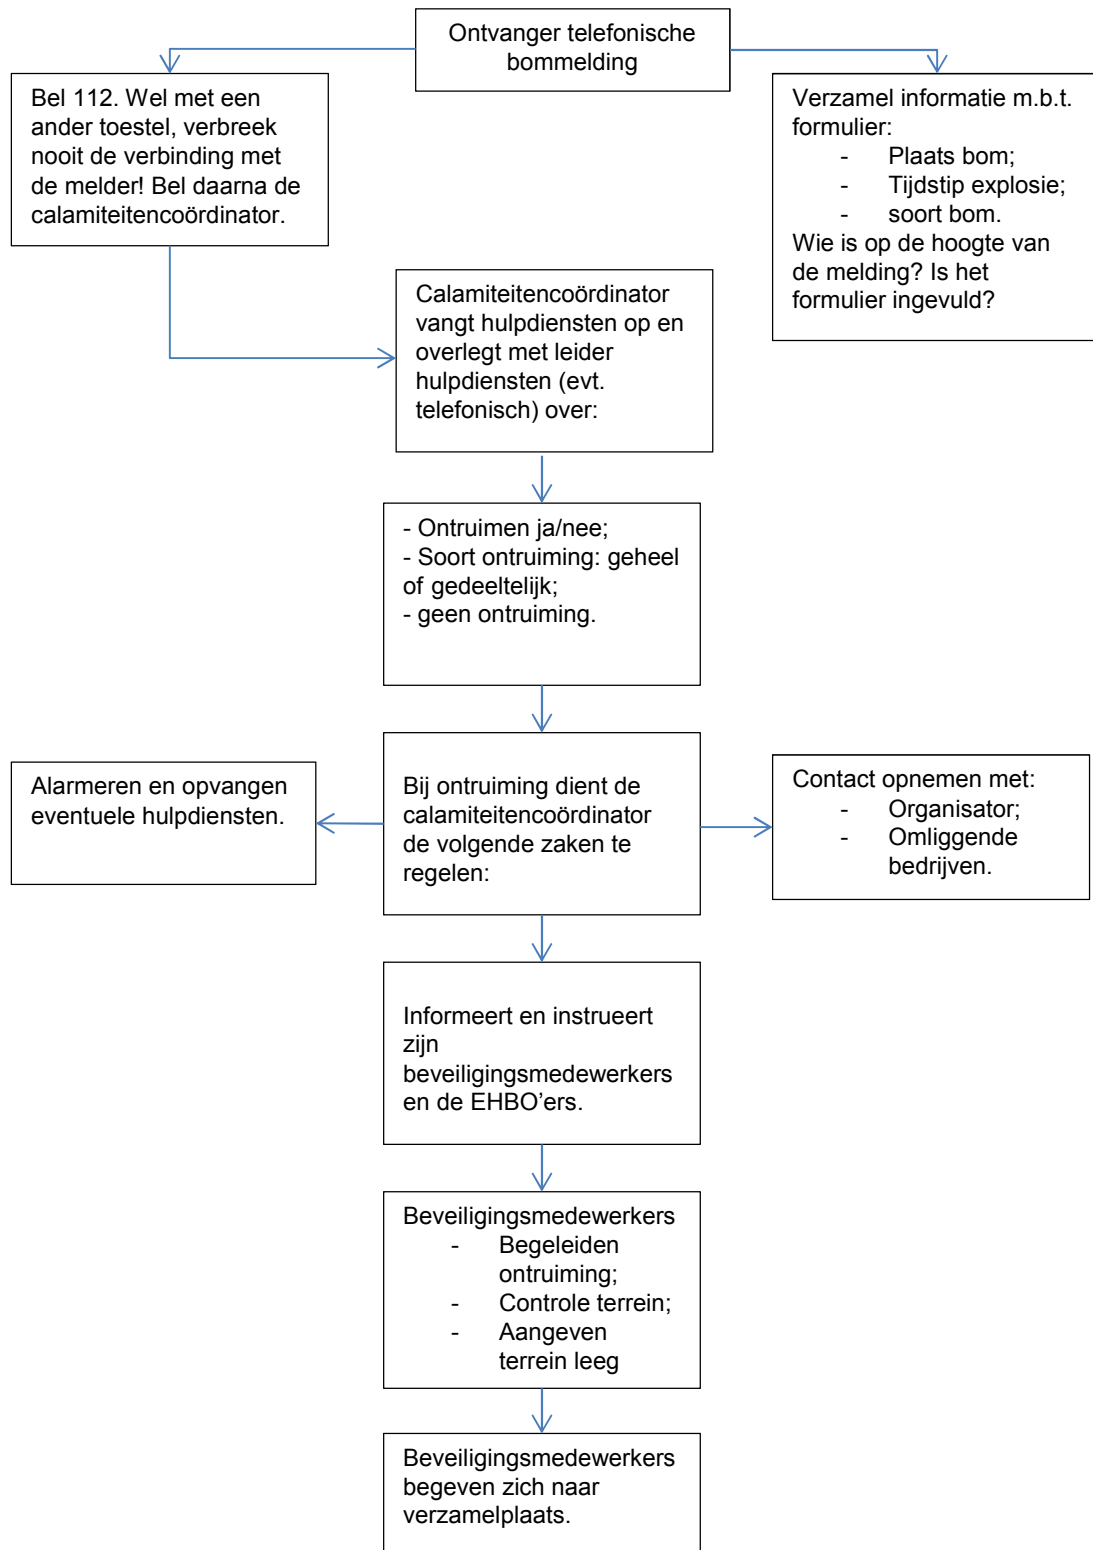 Ontvanger telefonische
bommelding
Bel 112. Wel met een
ander toestel, verbreek
nooit de verbinding met
de melder! Bel daarna de
calamiteitencoördinator.
Verzamel informatie m.b.t.
formulier:
- Plaats bom;
- Tijdstip explosie;
- soort bom.
Wie is op de hoogte van
de melding? Is het
formulier ingevuld?
Calamiteitencoördinator
vangt hulpdiensten op en
overlegt met leider
hulpdiensten (evt.
telefonisch) over:
- Ontruimen ja/nee;
- Soort ontruiming: geheel
of gedeeltelijk;
- geen ontruiming.
Alarmeren en opvangen
eventuele hulpdiensten.
Bij ontruiming dient de
calamiteitencoördinator
de volgende zaken te
regelen:
Contact opnemen met:
- Organisator;
- Omliggende
bedrijven.
Informeert en instrueert
zijn
beveiligingsmedewerkers
en de EHBO’ers.
Beveiligingsmedewerkers
- Begeleiden
ontruiming;
- Controle terrein;
- Aangeven
terrein leeg
Beveiligingsmedewerkers
begeven zich naar
verzamelplaats.